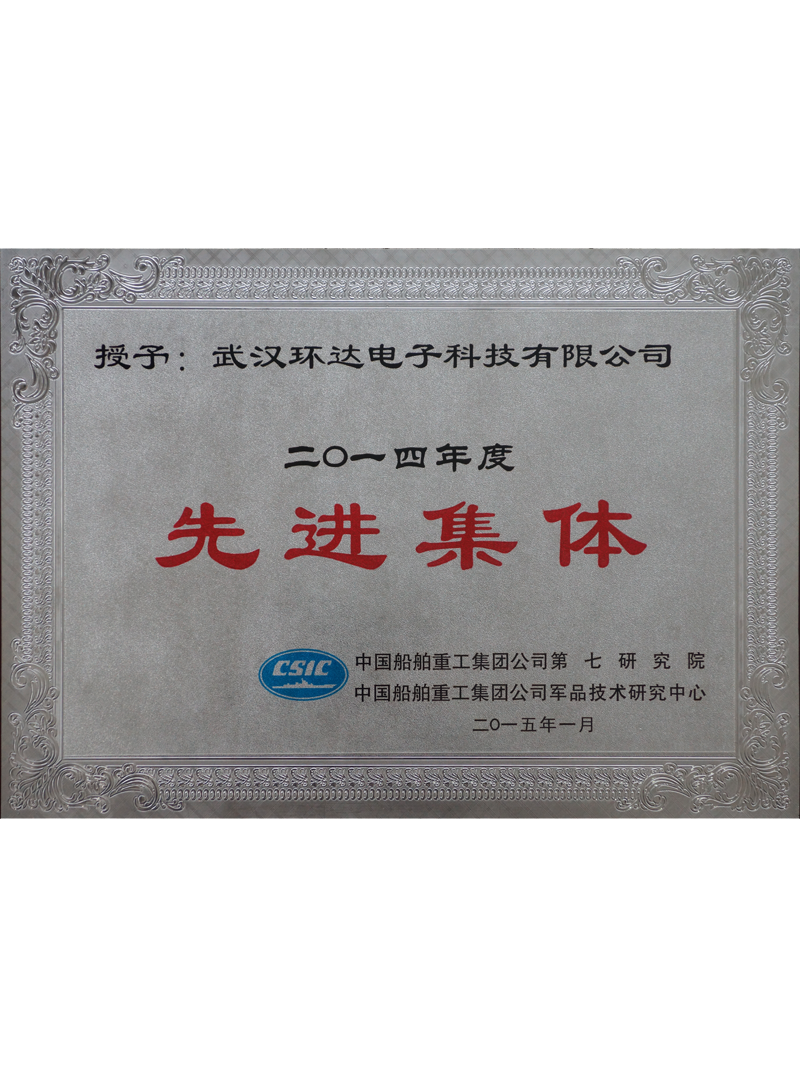 授予：武汉环达电子科技有限公司
二〇一四年度
先进集体
CSIC
中国船舶重工集团公司第七研究院
中国船舶重工集团公司军品技术研究中心
二〇一五年一月